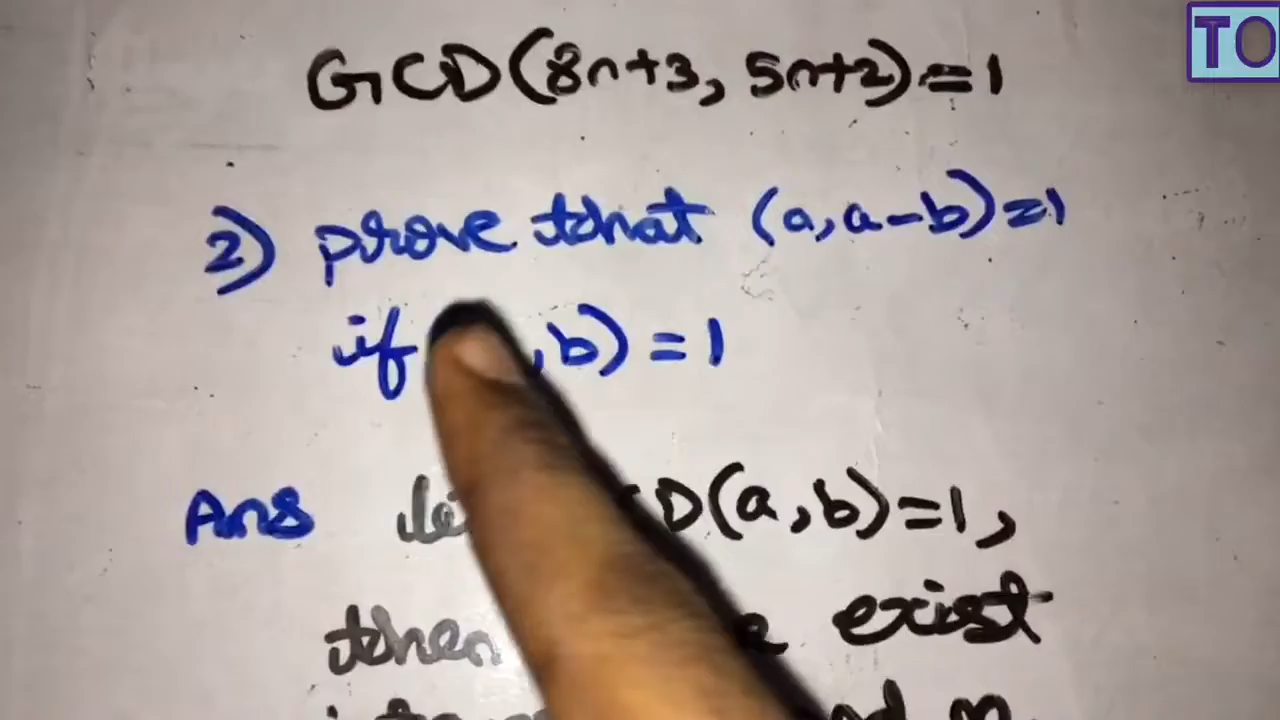 TO
GCD(8n+3, 5n+2)=1
2) prove that (a,a-b)=1
if ,b)=1
Ans D(a,b)=1,
then exist